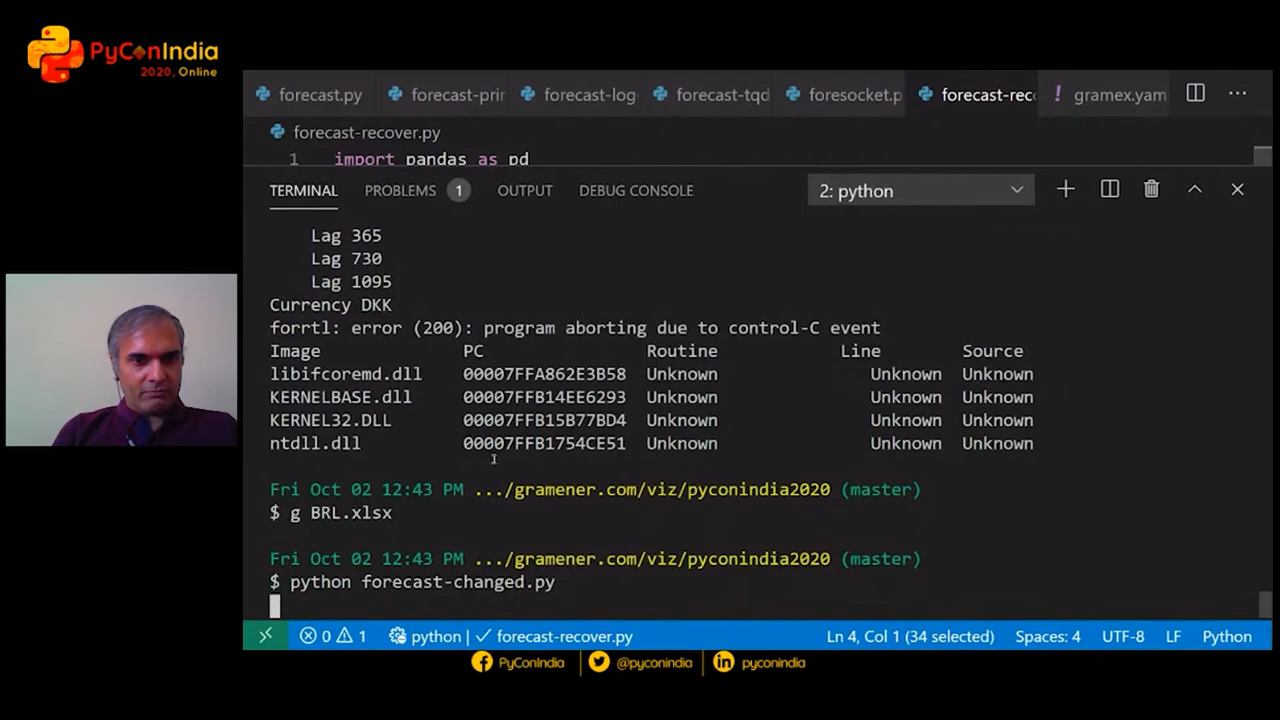 PyConIndia
2020, Online
forecast.py forecast-prir forecast-log forecast-tqd foresocket.p forecast-reco ! gramex.yam ...
forecast-recover.py
1 import pandas as pd
TERMINAL PROBLEMS 1 OUTPUT DEBUG CONSOLE 2: python
Lag 365
Lag 730
Lag 1095
Currency DKK
forrtl: error (200): program aborting due to control-C event
Image PC Routine Line Source
libifcoremd.dll 00007FFA862E3B58 Unknown Unknown Unknown
KERNELBASE.dll 00007FFB14EE6293 Unknown Unknown Unknown
KERNEL32.DLL 00007FFB15B77BD4 Unknown Unknown Unknown
ntdll.dll 00007FFB1754CE51 Unknown Unknown Unknown
Fri Oct 02 12:43 PM .../gramener.com/viz/pyconindia2020 (master)
$ g BRL.xlsx
Fri Oct 02 12:43 PM .../gramener.com/viz/pyconindia2020 (master)
$ python forecast-changed.py
0 1 python | ✓ forecast-recover.py Ln 4, Col 1 (34 selected) Spaces: 4 UTF-8 LF Python
PyConIndia @pyconindia pyconindia